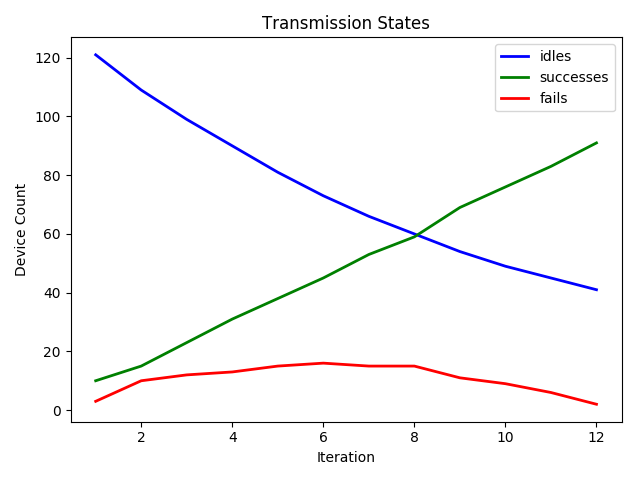 Transmission States
idles
successes
fails
120
100
80
60
40
20
0
Device Count
2 4 6 8 10 12
Iteration